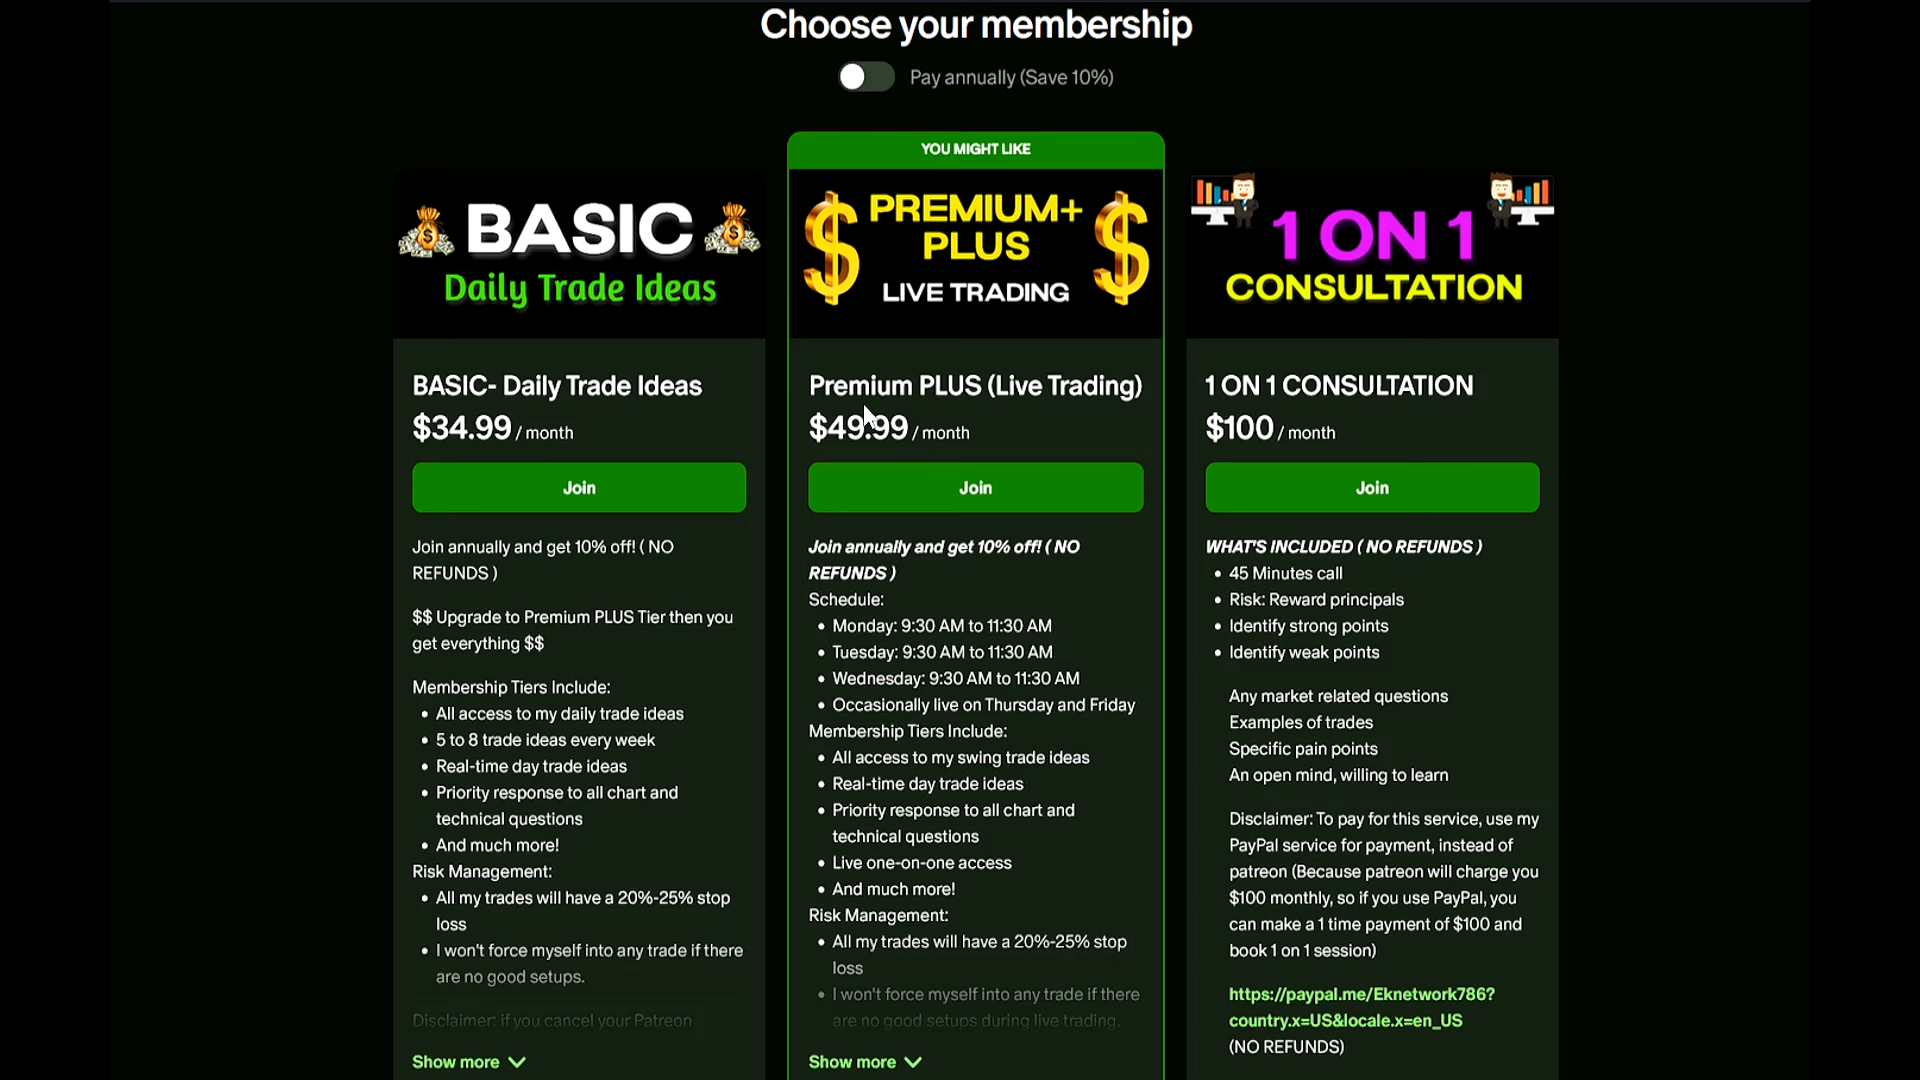 Choose your membership
Pay annually (Save 10%)
BASIC
Daily Trade Ideas
BASIC- Daily Trade Ideas
$34.99 / month
Join
Join annually and get 10% off! ( NO
REFUNDS )
$$ Upgrade to Premium PLUS Tier then you
get everything $$
Membership Tiers Include:
• All access to my daily trade ideas
• 5 to 8 trade ideas every week
• Real-time day trade ideas
• Priority response to all chart and
technical questions
• And much more!
Risk Management:
• All my trades will have a 20%-25% stop
loss
• I won't force myself into any trade if there
are no good setups.
Disclaimer: if you cancel your Patreon
Show more
YOU MIGHT LIKE
$ PREMIUM+ $
PLUS
LIVE TRADING
Premium PLUS (Live Trading)
$49.99 / month
Join
Join annually and get 10% off! ( NO
REFUNDS )
Schedule:
• Monday: 9:30 AM to 11:30 AM
• Tuesday: 9:30 AM to 11:30 AM
• Wednesday: 9:30 AM to 11:30 AM
• Occasionally live on Thursday and Friday
Membership Tiers Include:
• All access to my swing trade ideas
• Real-time day trade ideas
• Priority response to all chart and
technical questions
• Live one-on-one access
• And much more!
Risk Management:
• All my trades will have a 20%-25% stop
loss
• I won't force myself into any trade if there
are no good setups during live trading.
Show more
1 ON 1
CONSULTATION
1 ON 1 CONSULTATION
$100 / month
Join
WHAT'S INCLUDED ( NO REFUNDS )
• 45 Minutes call
• Risk: Reward principals
• Identify strong points
• Identify weak points
Any market related questions
Examples of trades
Specific pain points
An open mind, willing to learn
Disclaimer: To pay for this service, use my
PayPal service for payment, instead of
patreon (Because patreon will charge you
$100 monthly, so if you use PayPal, you
can make a 1 time payment of $100 and
book 1 on 1 session)
https://paypal.me/Eknetwork786?
country.x=US&locale.x=en_US
(NO REFUNDS)